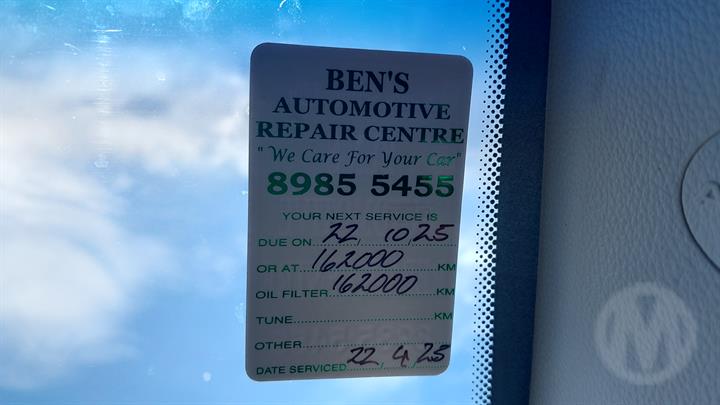 BEN'S
AUTOMOTIVE
REPAIR CENTRE
"We Care For Your Car"
8985 5455
YOUR NEXT SERVICE IS
DUE ON 22, 10, 25
OR AT 162000 KM
OIL FILTER 162000 KM
TUNE KM
OTHER
DATE SERVICED 22, 4, 25
M